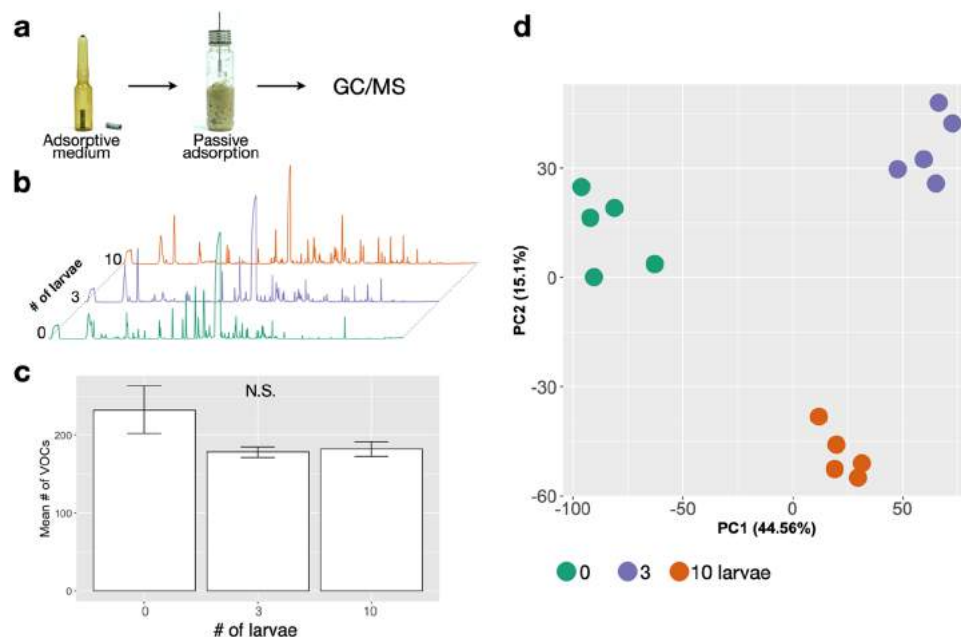 a
Adsorptive
medium
Passive
adsorption
GC/MS
b
# of larvae
10
3
0
c
N.S.
Mean # of VOCs
200
100
0
0
3
10
# of larvae
d
PC2 (15.1%)
30
0
-30
-60
-100
-50
0
50
PC1 (44.56%)
0
3
10 larvae